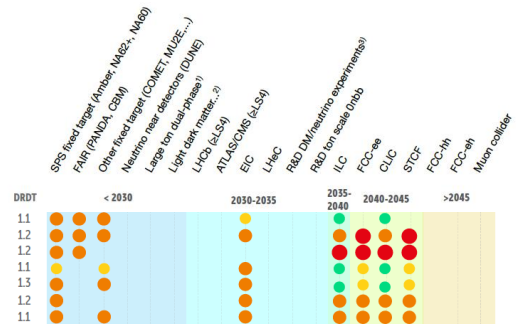 SPS fixed target (Amber, NA62+, NA60)
FAIR (PANDA, CBM)
Other fixed target (COMET, MU2E,...)
Neutrino near detectors (DUNE)
Large ton dual-phase1)
Light dark matter...2)
LHCb (≥LS4)
ATLAS/CMS (≥LS4)
EIC
LHeC
R&D DM/neutrino experiments3)
R&D ton scale 0nbb
ILC
FCC-ee
CLIC
STCF
FCC-hh
FCC-eh
Muon collider
DRDT
< 2030
2030-2035
2035-
2040
2040-2045
>2045
1.1
1.2
1.2
1.1
1.3
1.2
1.1